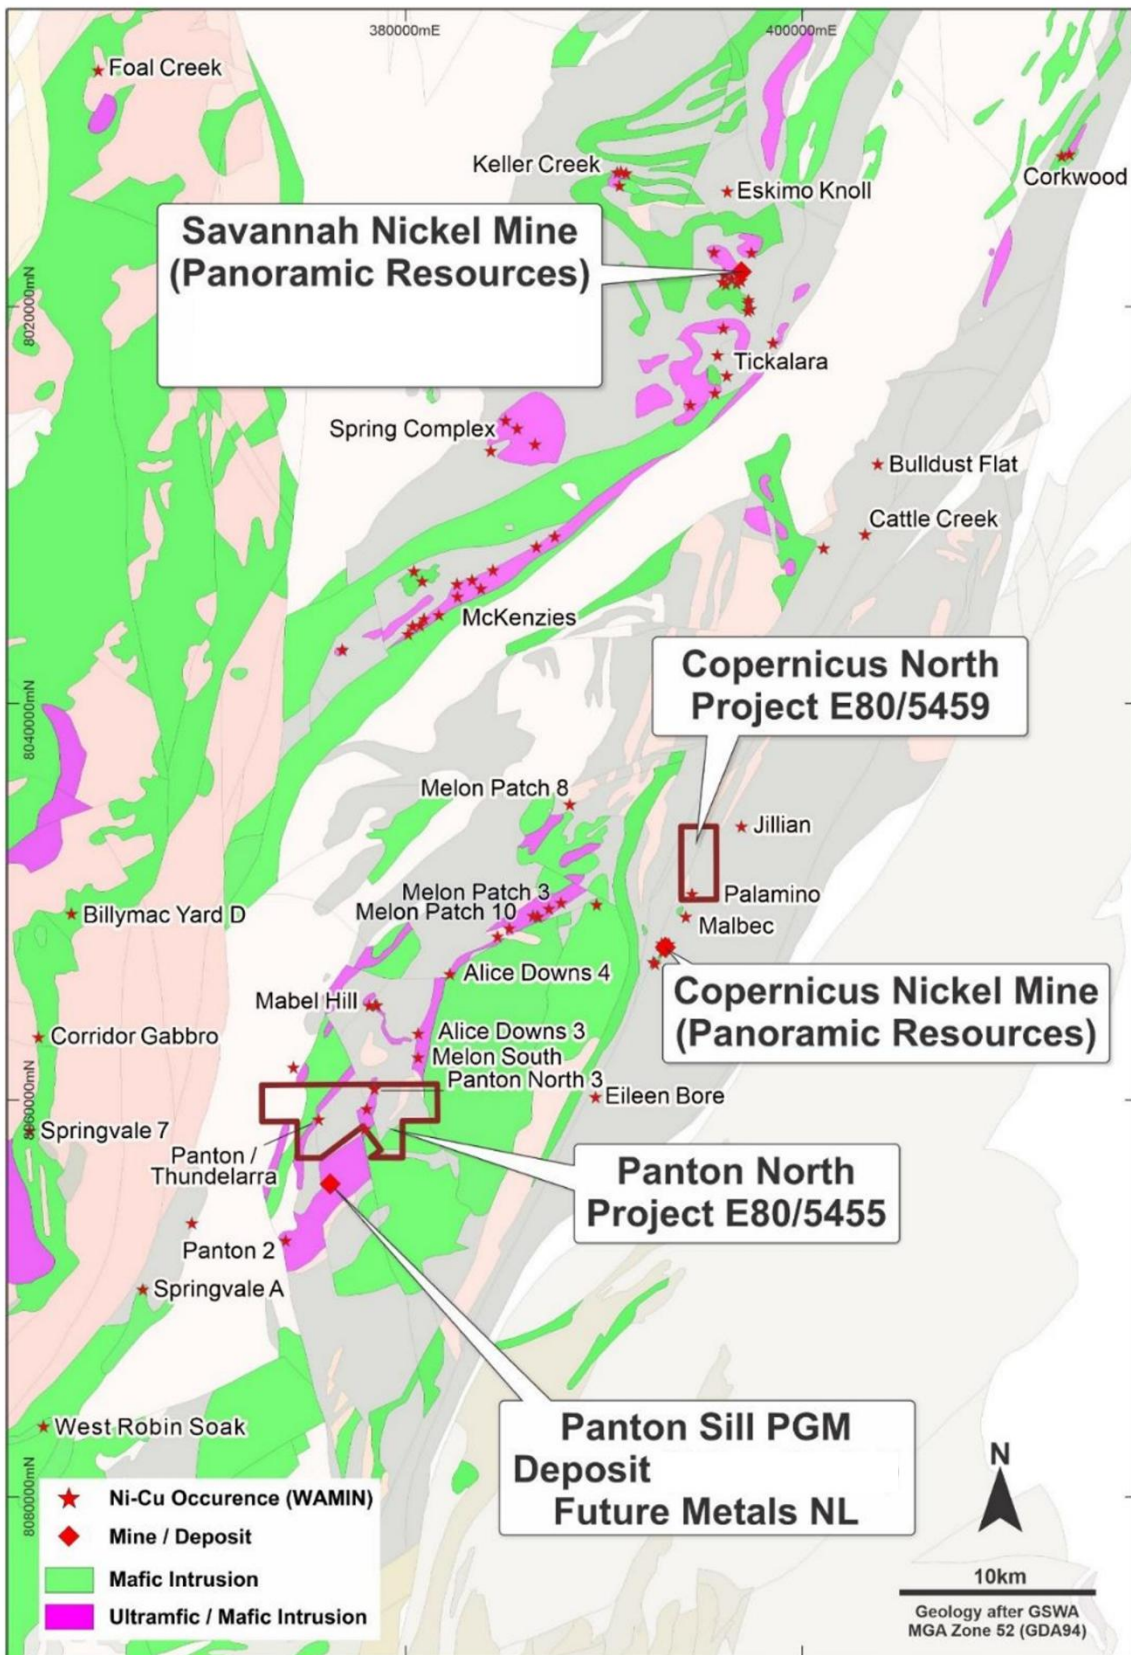 380000mE
400000mE
Foal Creek
Keller Creek
Eskimo Knoll
Corkwood
Savannah Nickel Mine
(Panoramic Resources)
8020000mN
Tickalara
Spring Complex
Bulldust Flat
Cattle Creek
McKenzies
Copernicus North
Project E80/5459
8040000mN
Melon Patch 8
Jillian
Melon Patch 3
Palamino
Melon Patch 10
Billymac Yard D
Malbec
Alice Downs 4
Mabel Hill
Copernicus Nickel Mine
(Panoramic Resources)
Corridor Gabbro
Alice Downs 3
Melon South
Panton North 3
Eileen Bore
8060000mN
Springvale 7
Panton /
Thundelarra
Panton North
Project E80/5455
Panton 2
Springvale A
West Robin Soak
Panton Sill PGM
Deposit
Future Metals NL
8080000mN
Ni-Cu Occurence (WAMIN)
Mine / Deposit
Mafic Intrusion
Ultramfic / Mafic Intrusion
N
10km
Geology after GSWA
MGA Zone 52 (GDA94)